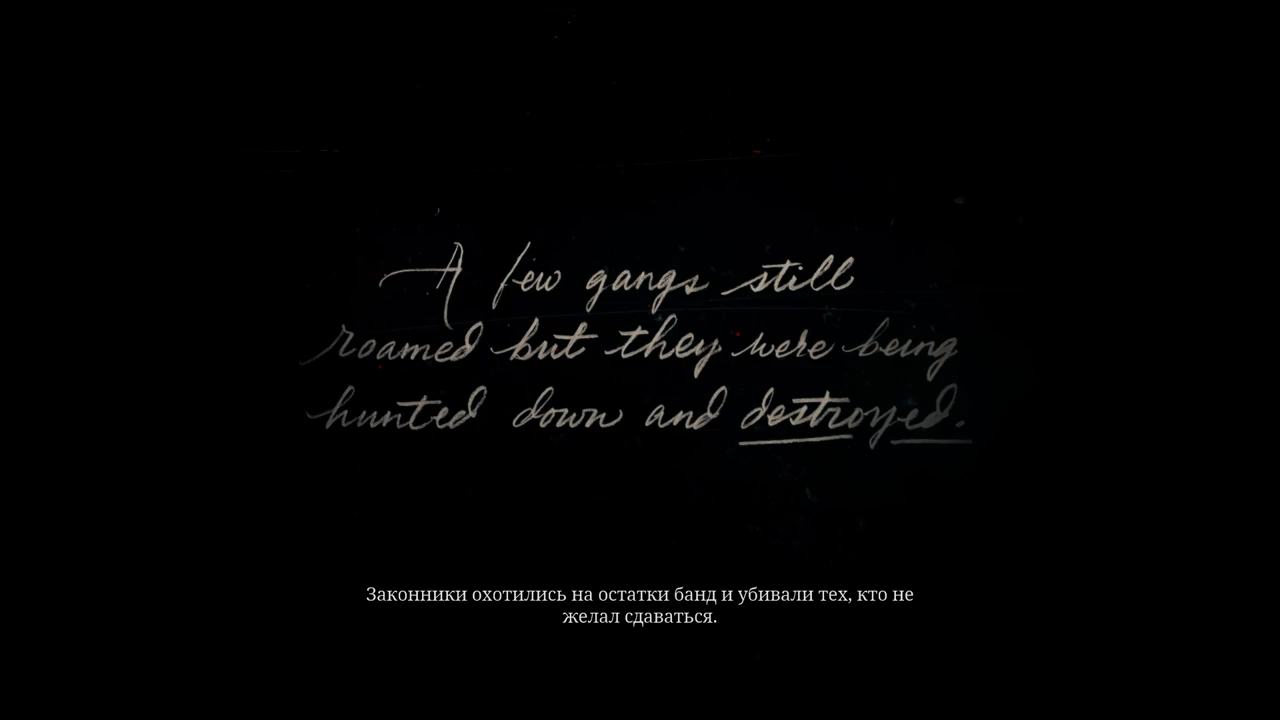 A few gangs still
roamed but they were being
hunted down and destroyed.
Законники охотились на остатки банд и убивали тех, кто не
желал сдаваться.